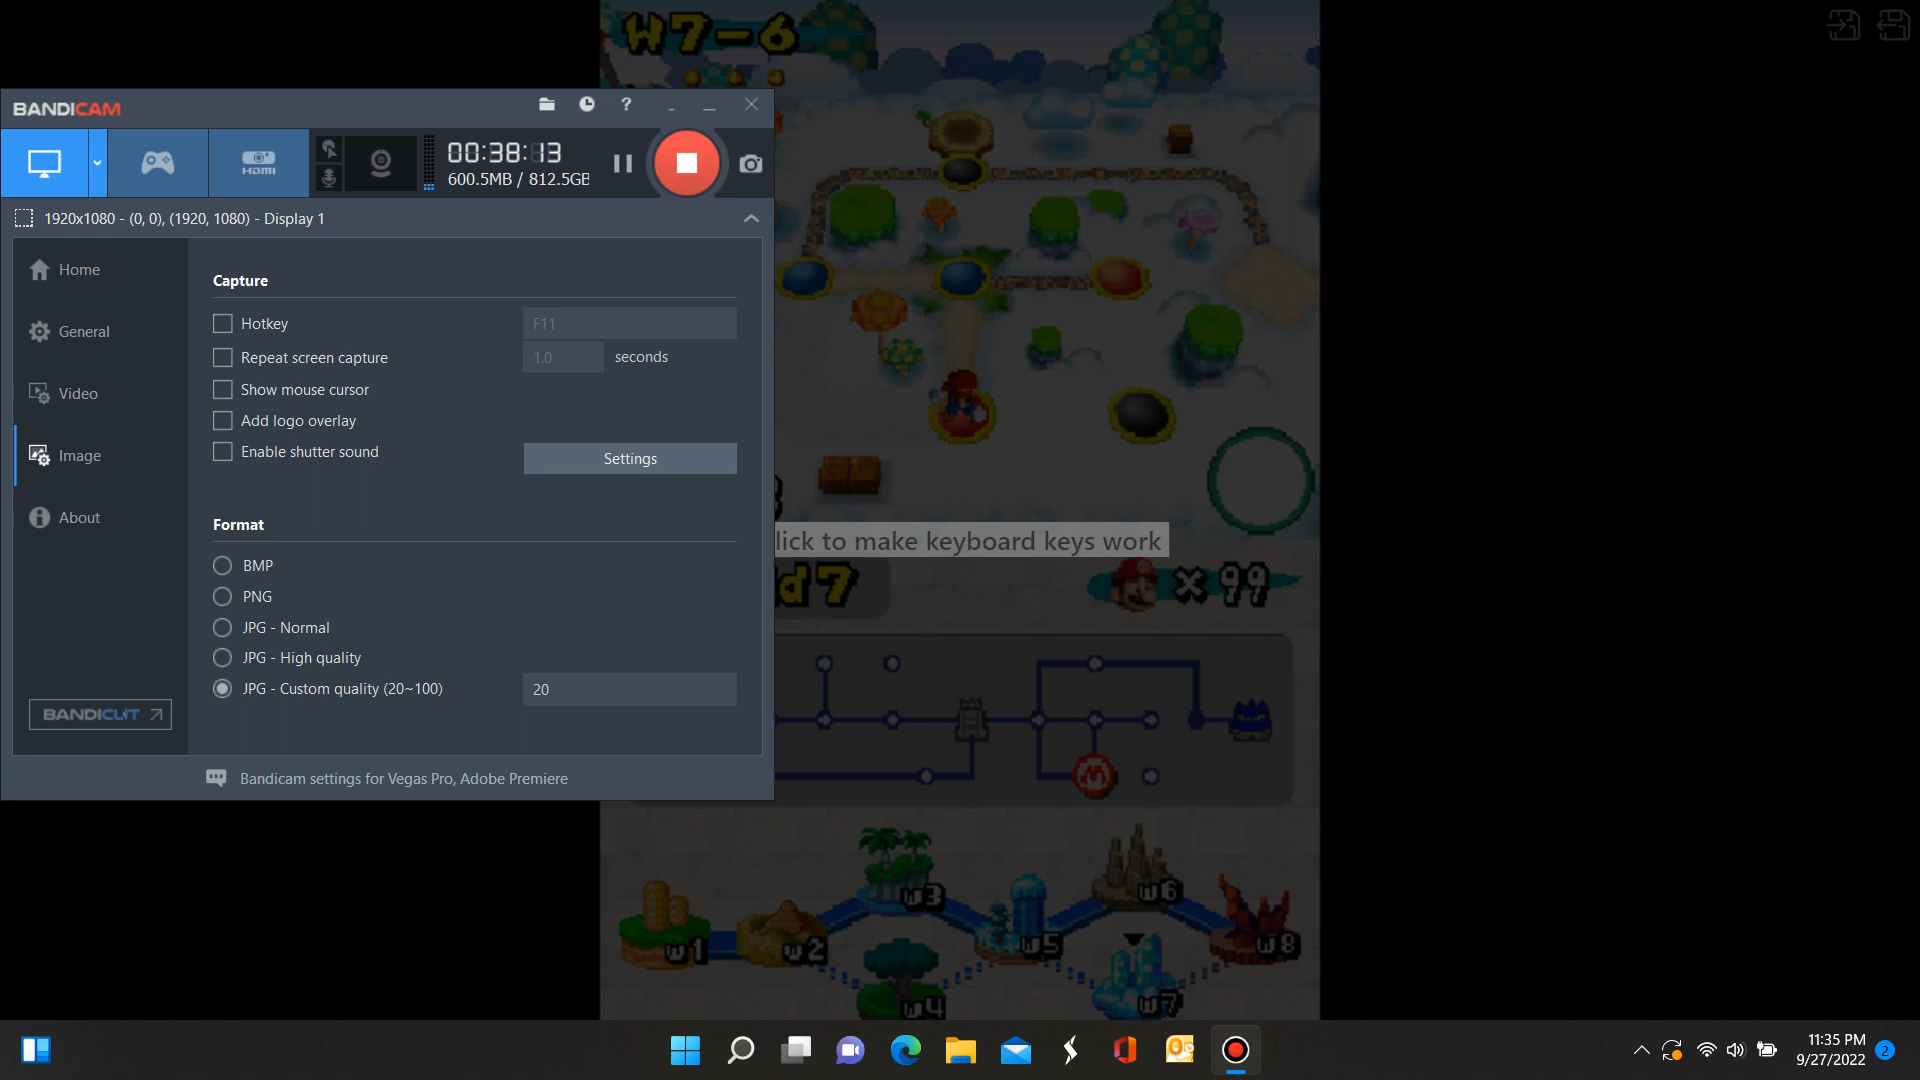 W7-6
BANDICAM
?
HDMI
00:38:13
600.5MB / 812.5GB
1920x1080 - (0, 0), (1920, 1080) - Display 1
Home
General
Video
Image
About
BANDICUT
Capture
Hotkey
F11
Repeat screen capture
1.0
seconds
Show mouse cursor
Add logo overlay
Enable shutter sound
Settings
Format
BMP
PNG
JPG - Normal
JPG - High quality
JPG - Custom quality (20~100)
20
Bandicam settings for Vegas Pro, Adobe Premiere
lick to make keyboard keys work
d7
M
x 99
M
w1
w2
w3
w4
w5
w6
w7
w8
11:35 PM
9/27/2022
2